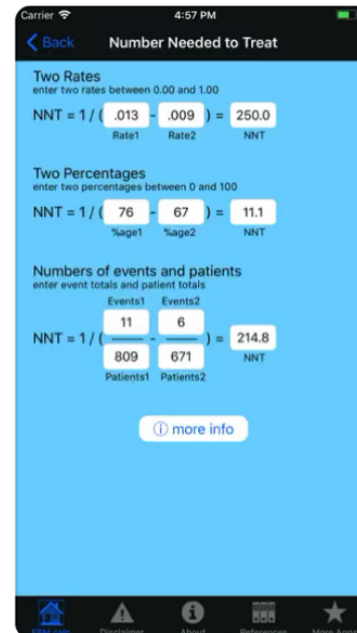 Carrier 4:57 PM
Back Number Needed to Treat
Two Rates
enter two rates between 0.00 and 1.00
NNT = 1 / ( .013 - .009 ) = 250.0
Rate1 Rate2 NNT
Two Percentages
enter two percentages between 0 and 100
NNT = 1 / ( 76 - 67 ) = 11.1
%age1 %age2 NNT
Numbers of events and patients
enter event totals and patient totals
Events1 Events2
11 6
NNT = 1 / ( - ) = 214.8
809 671 NNT
Patients1 Patients2
more info
EBM calc Disclaimer About References More Apps